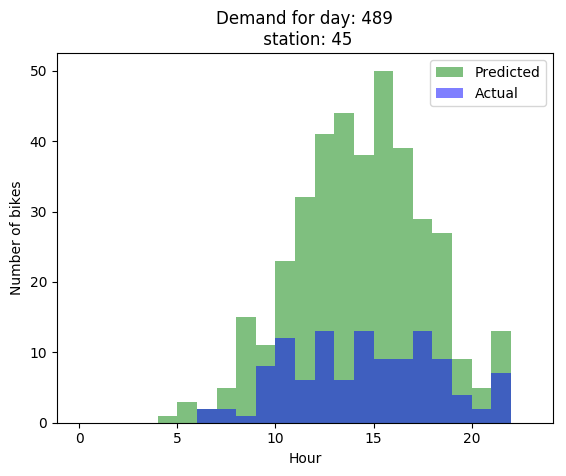 Demand for day: 489
station: 45
Predicted
Actual
Number of bikes
50
40
30
20
10
0
0 5 10 15 20
Hour